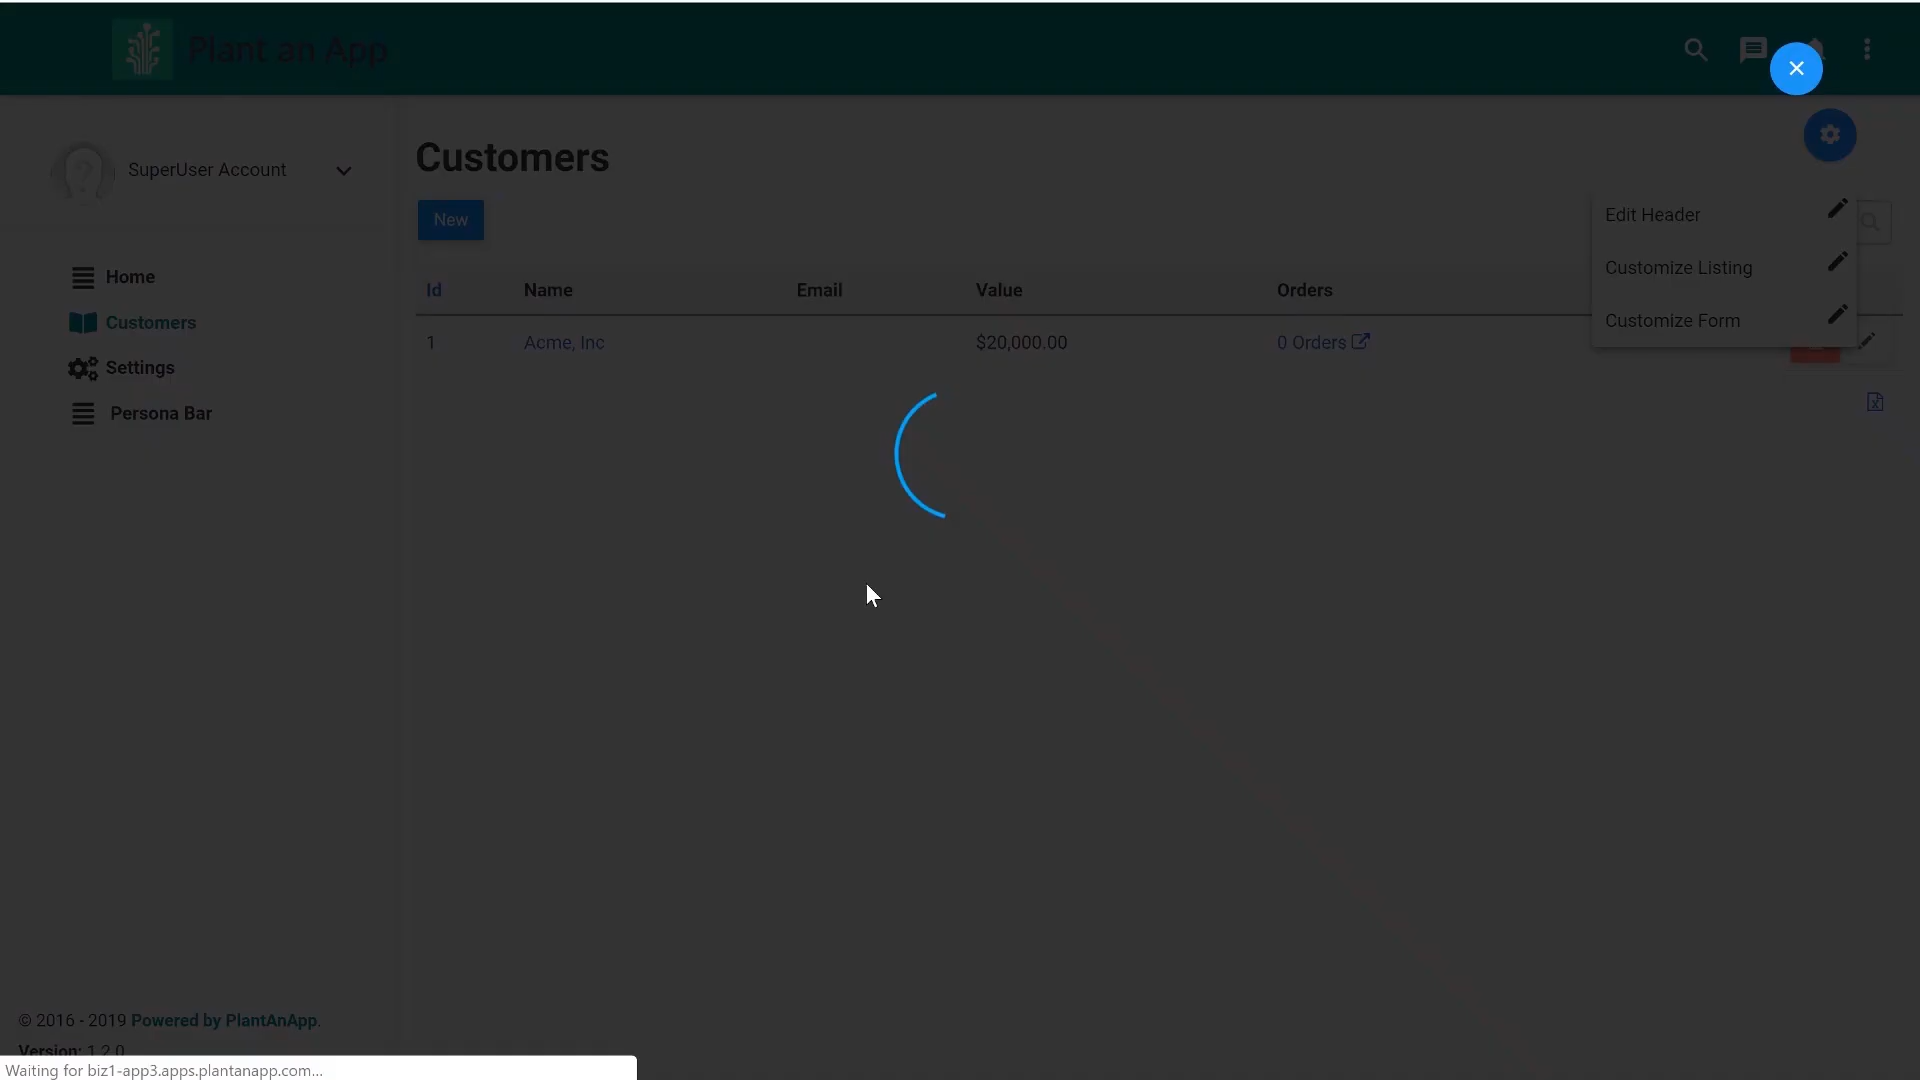 Plant an App
SuperUser Account
Home
Customers
Settings
Persona Bar
Customers
New
Edit Header
Customize Listing
Customize Form
Id Name Email Value Orders
1 Acme, Inc $20,000.00 0 Orders
© 2016 - 2019 Powered by PlantAnApp.
Version: 1.2.0
Waiting for biz1-app3.apps.plantanapp.com...